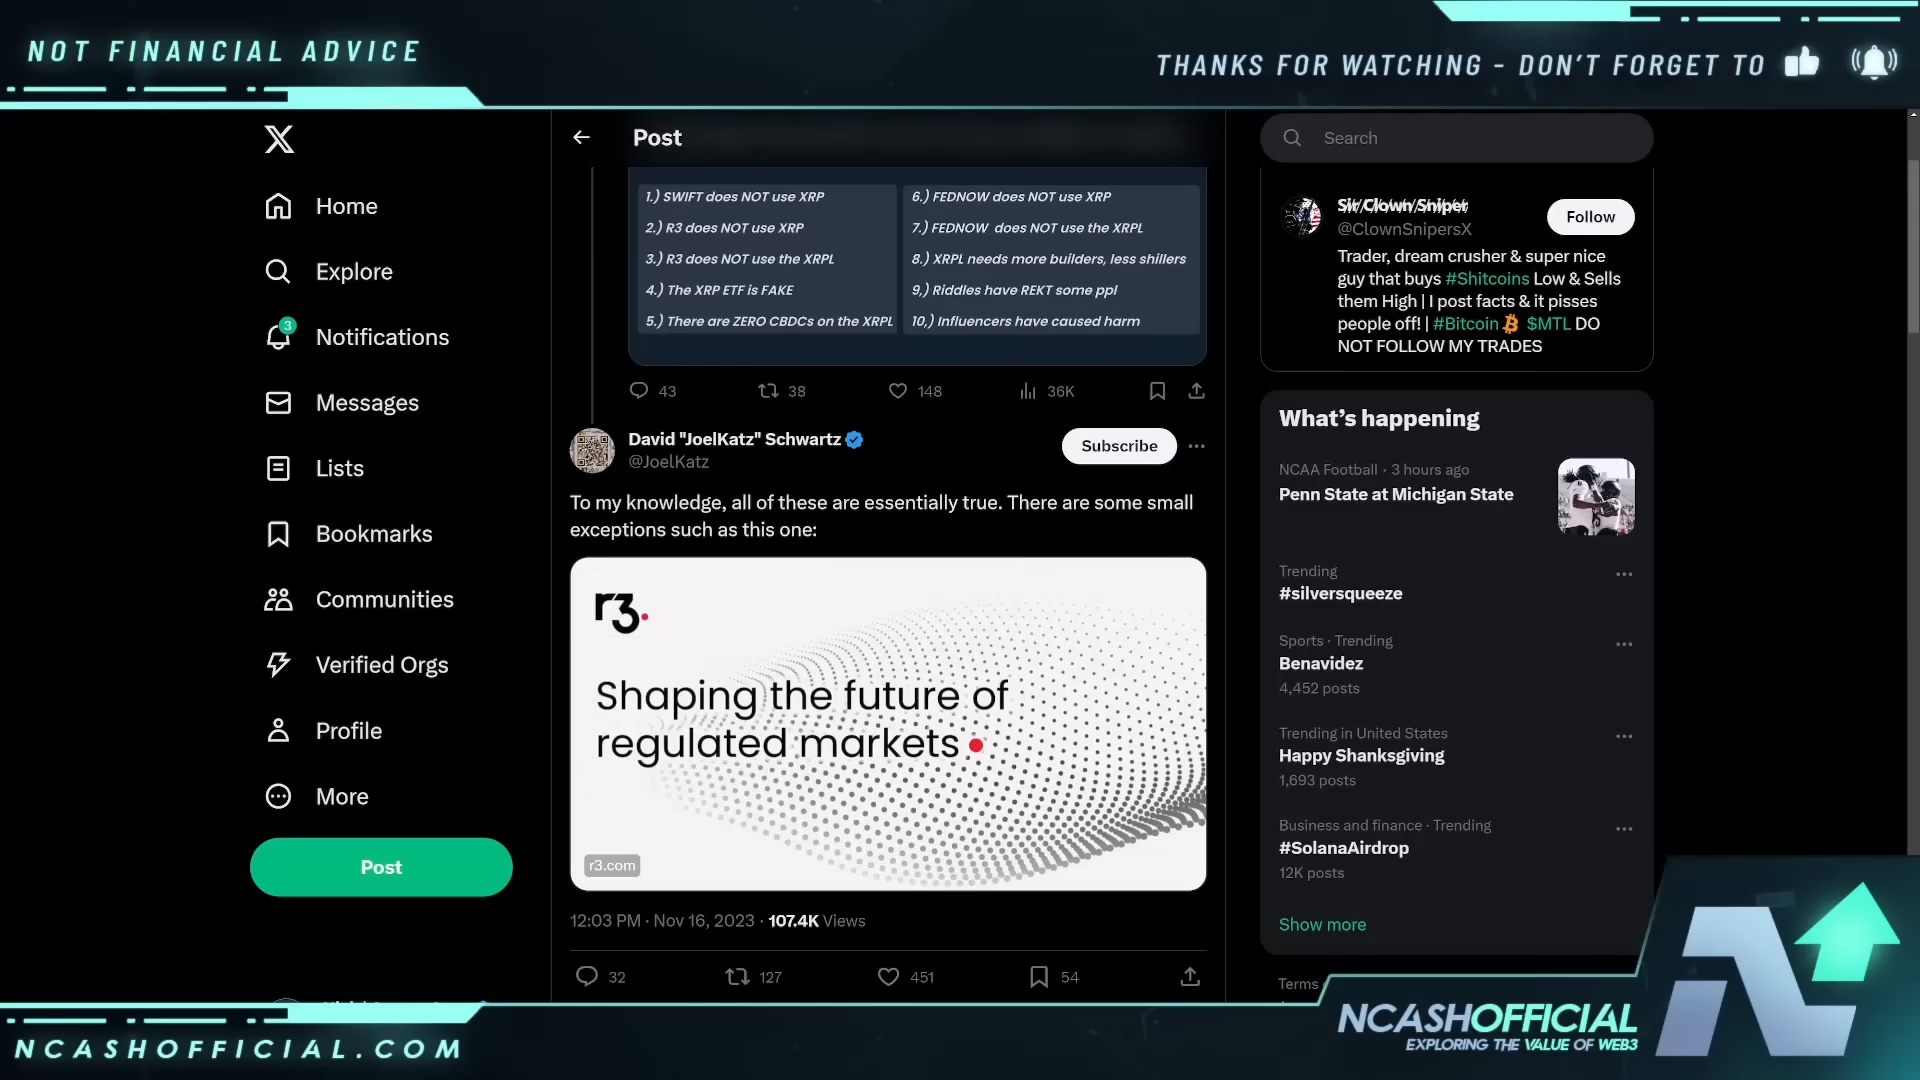 NOT FINANCIAL ADVICE
THANKS FOR WATCHING - DON'T FORGET TO
Home
Explore
3
Notifications
Messages
Lists
Bookmarks
Communities
Verified Orgs
Profile
More
Post
Post
1.) SWIFT does NOT use XRP
2.) R3 does NOT use XRP
3.) R3 does NOT use the XRPL
4.) The XRP ETF is FAKE
5.) There are ZERO CBDCs on the XRPL
6.) FEDNOW does NOT use XRP
7.) FEDNOW does NOT use the XRPL
8.) XRPL needs more builders, less shillers
9,) Riddles have REKT some ppl
10,) Influencers have caused harm
43
38
148
36K
David "JoelKatz" Schwartz
@JoelKatz
Subscribe
To my knowledge, all of these are essentially true. There are some small
exceptions such as this one:
r3.
Shaping the future of
regulated markets
r3.com
12:03 PM · Nov 16, 2023 · 107.4K Views
32
127
451
54
Search
Sir Clown Sniper
@ClownSnipersX
Follow
Trader, dream crusher & super nice
guy that buys #Shitcoins Low & Sells
them High | I post facts & it pisses
people off! | #Bitcoin $MTL DO
NOT FOLLOW MY TRADES
What's happening
NCAA Football · 3 hours ago
Penn State at Michigan State
Trending
#silversqueeze
Sports · Trending
Benavidez
4,452 posts
Trending in United States
Happy Shanksgiving
1,693 posts
Business and finance · Trending
#SolanaAirdrop
12K posts
Show more
Terms
NCASHOFFICIAL
EXPLORING THE VALUE OF WEB3
NCASHOFFICIAL.COM